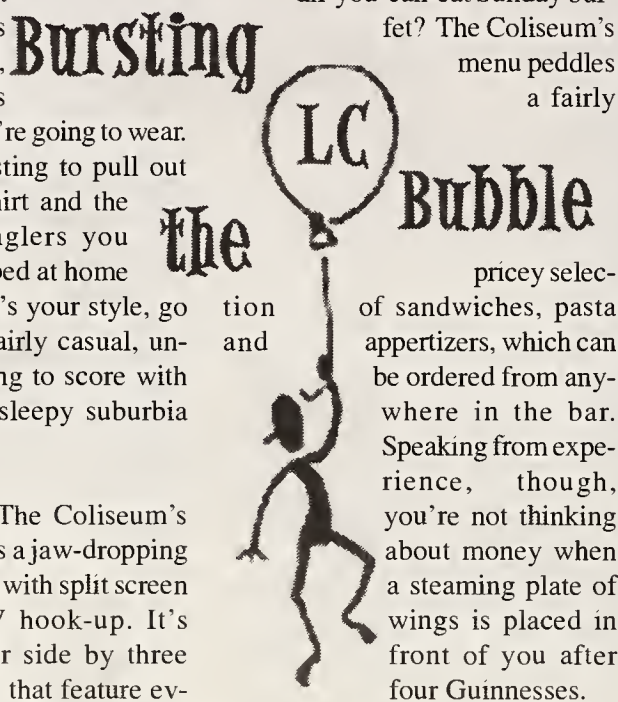 Bursting
the
LC
Bubble
're going to wear.
sting to pull out
irt and the
nglers you
ped at home
's your style, go
airly casual, un-
ng to score with
sleepy suburbia
The Coliseum's
s a jaw-dropping
with split screen
hook-up. It's
r side by three
that feature ev-
you can eat Sunday buf-
fet? The Coliseum's
menu peddles
a fairly
pricey selec-
tion of sandwiches, pasta
and appertizers, which can
be ordered from any-
where in the bar.
Speaking from expe-
rience, though,
you're not thinking
about money when
a steaming plate of
wings is placed in
front of you after
four Guinnesses.